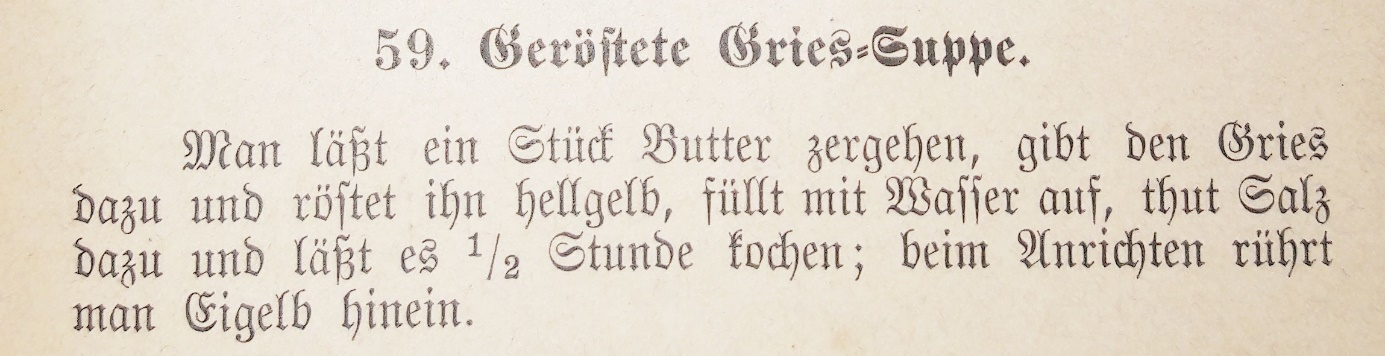 59. Geröſtete Gries-Suppe.
Man läßt ein Stück Butter zergehen, gibt den Gries
dazu und röſtet ihn hellgelb, füllt mit Waſſer auf, thut Salz
dazu und läßt es 1/2 Stunde kochen; beim Anrichten rührt
man Eigelb hinein.